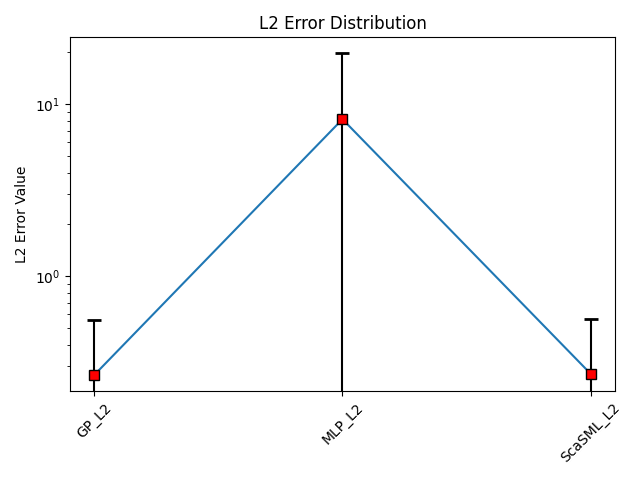 L2 Error Distribution
L2 Error Value
10¹
10⁰
GP_L2
MLP_L2
ScaSML_L2